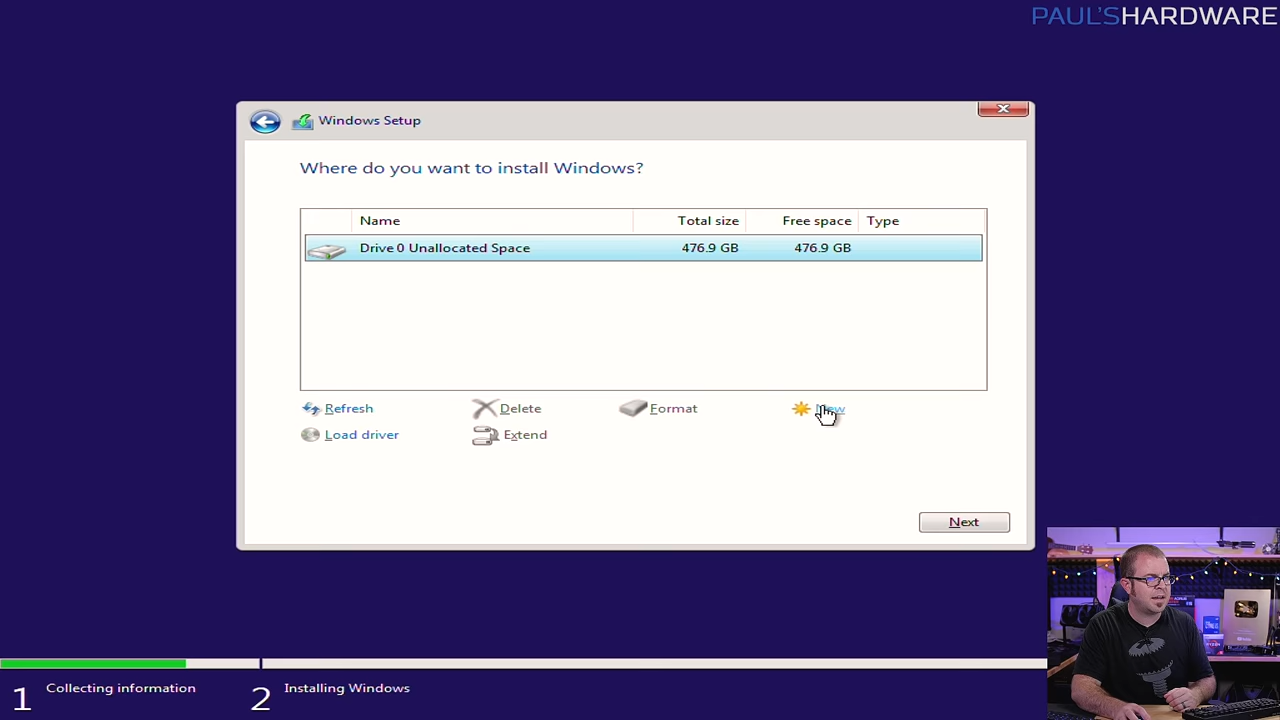 PAUL'SHARDWARE
Windows Setup
Where do you want to install Windows?
Name Total size Free space Type
Drive 0 Unallocated Space 476.9 GB 476.9 GB
Refresh Delete Format New
Load driver Extend
Next
1 Collecting information 2 Installing Windows